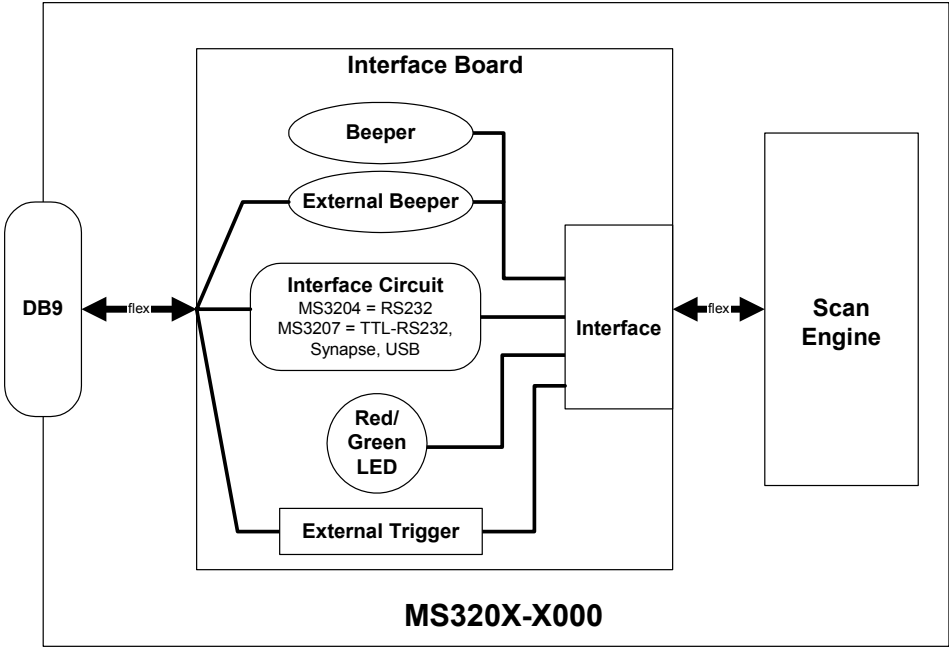 Interface Board
Beeper
External Beeper
Interface Circuit
MS3204 = RS232
MS3207 = TTL-RS232,
Synapse, USB
DB9
flex
Interface
flex
Scan
Engine
Red/
Green
LED
External Trigger
MS320X-X000